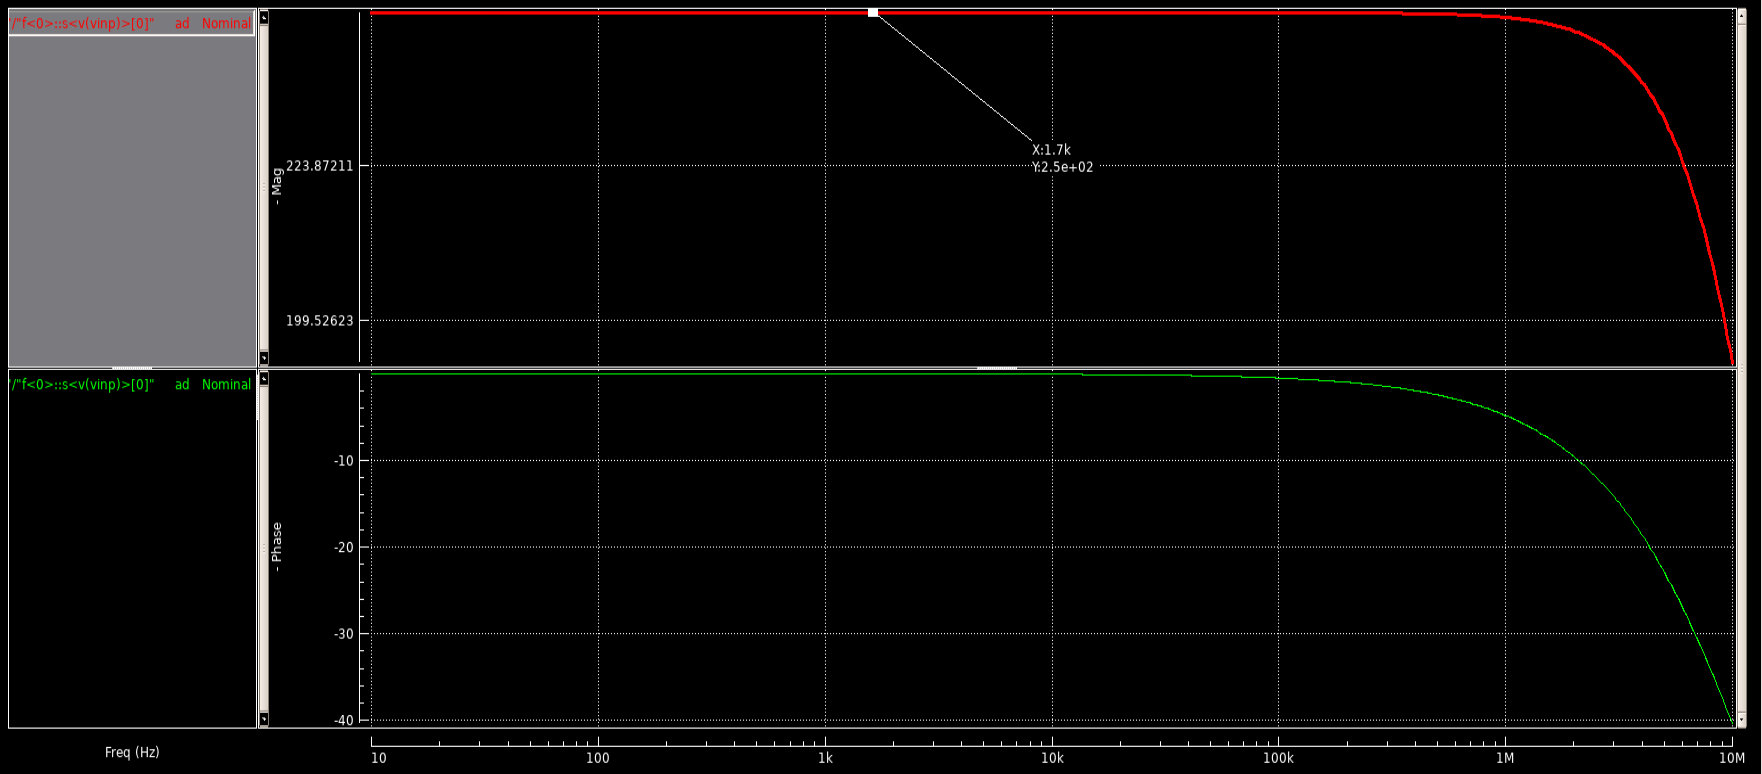 '/"f<0>::s<v(vinp)>[0]" ad Nominal
X:1.7k
Y:2.5e+02
- Mag
223.87211
199.52623
'/"f<0>::s<v(vinp)>[0]" ad Nominal
- Phase
-10
-20
-30
-40
Freq (Hz)
10 100 1k 10k 100k 1M 10M